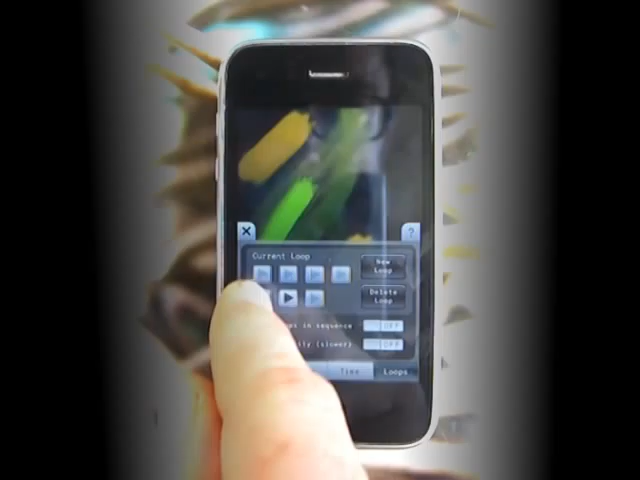 X
?
Current Loop
New
Loop
Delete
Loop
in sequence
OFF
(slower)
OFF
Loops